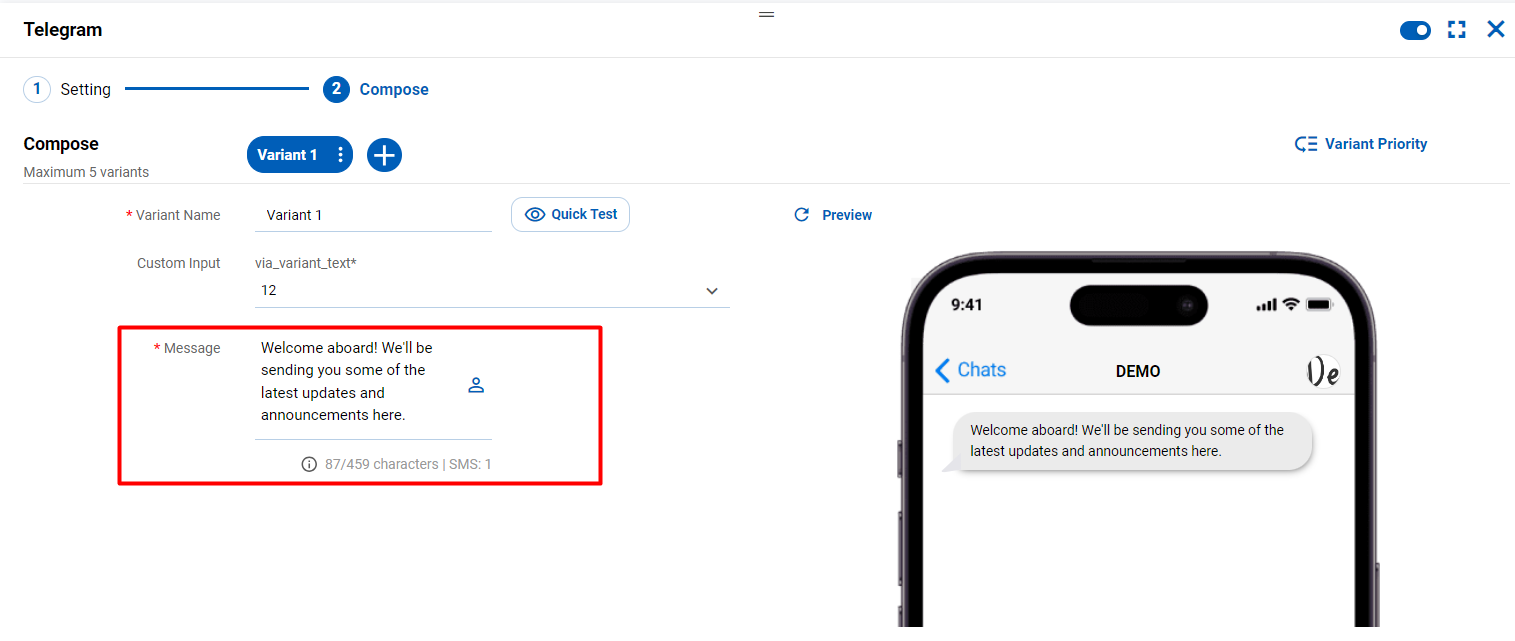 Telegram
1 Setting 2 Compose
Compose
Maximum 5 variants
Variant 1
Variant Priority
* Variant Name
Variant 1
Quick Test
Preview
Custom Input
via_variant_text*
12
* Message
Welcome aboard! We'll be
sending you some of the
latest updates and
announcements here.
87/459 characters | SMS: 1
9:41
Chats
DEMO
De
Welcome aboard! We'll be sending you some of the
latest updates and announcements here.